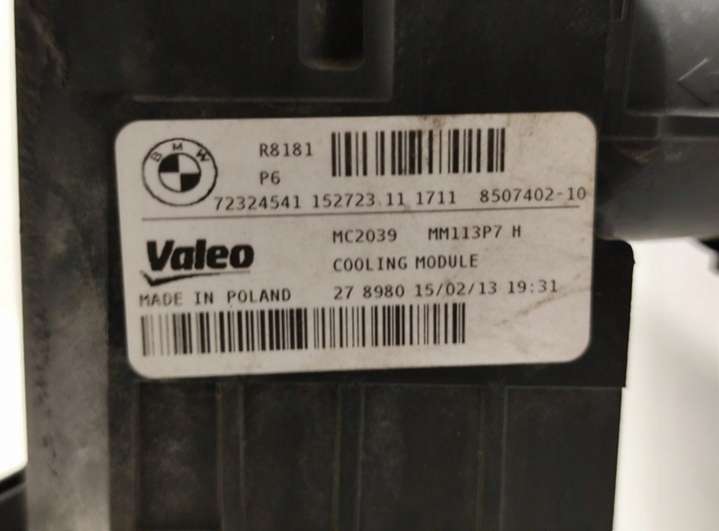 BMW
R8181
P6
72324541 152723.11 1711 8507402-10
Valeo
MC2039 MM113P7 H
COOLING MODULE
MADE IN POLAND 27 8980 15/02/13 19:31